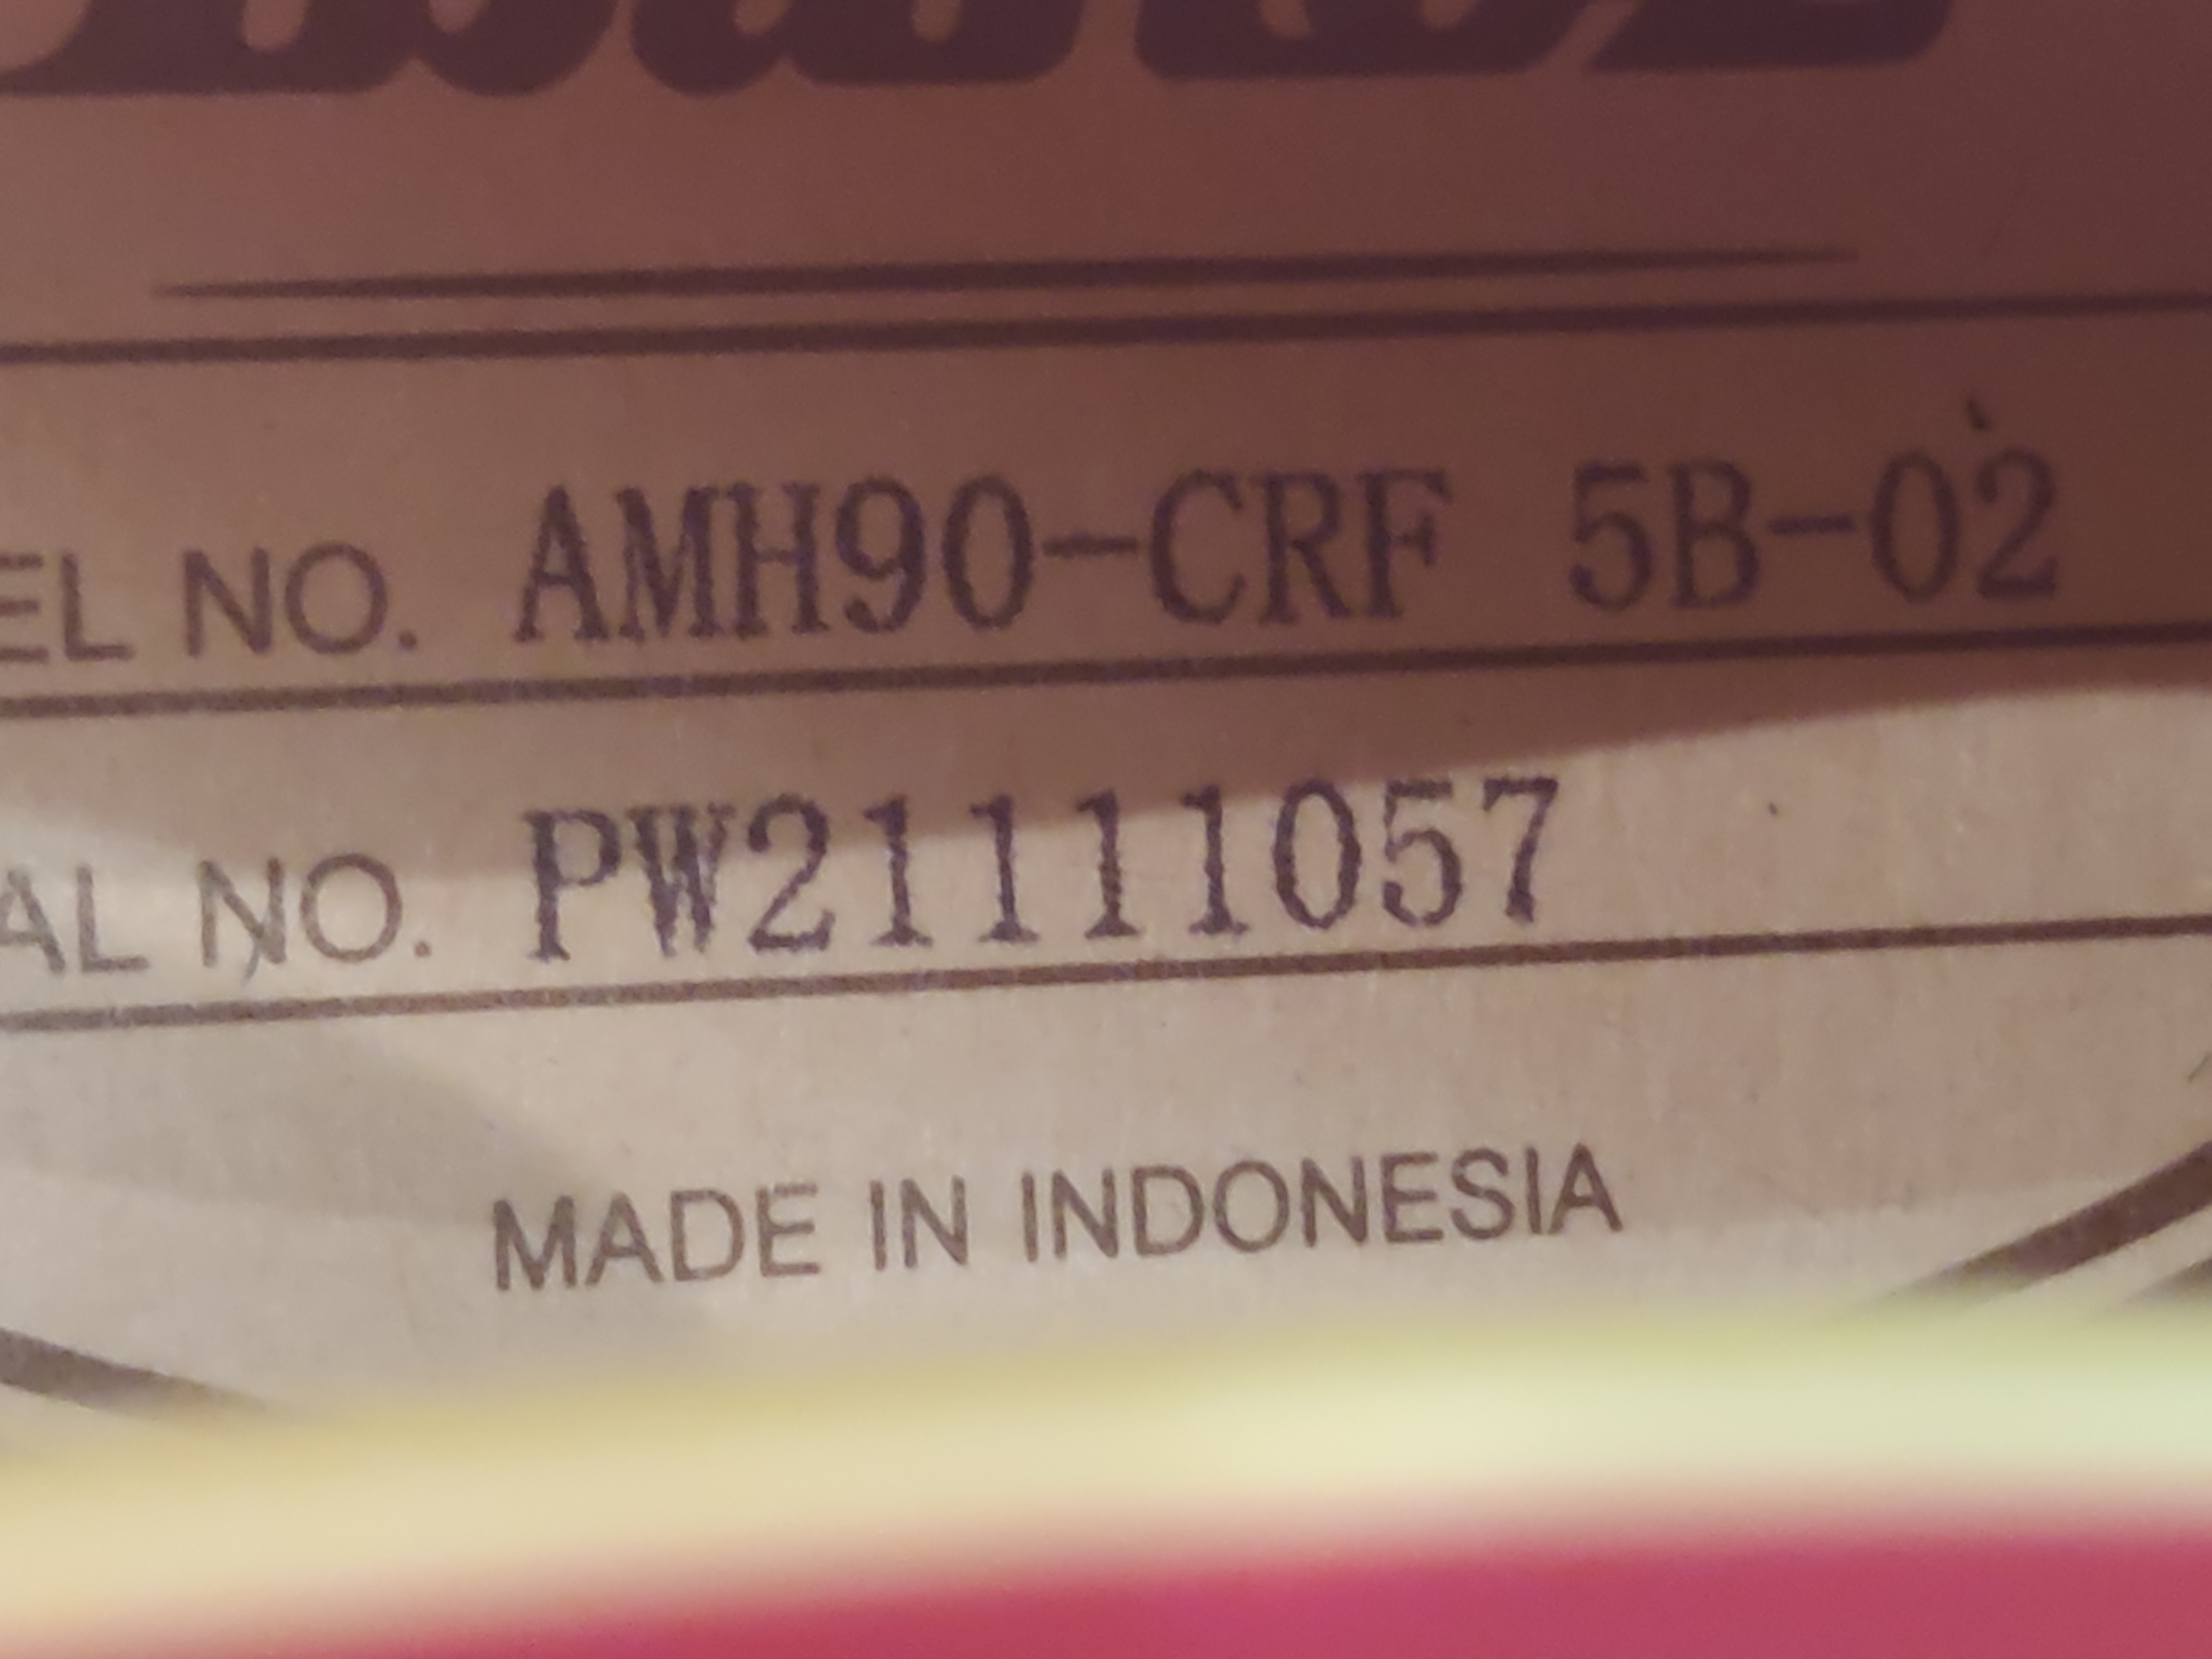 EL NO. AMH90-CRF 5B-02
AL NO. PW21111057
MADE IN INDONESIA